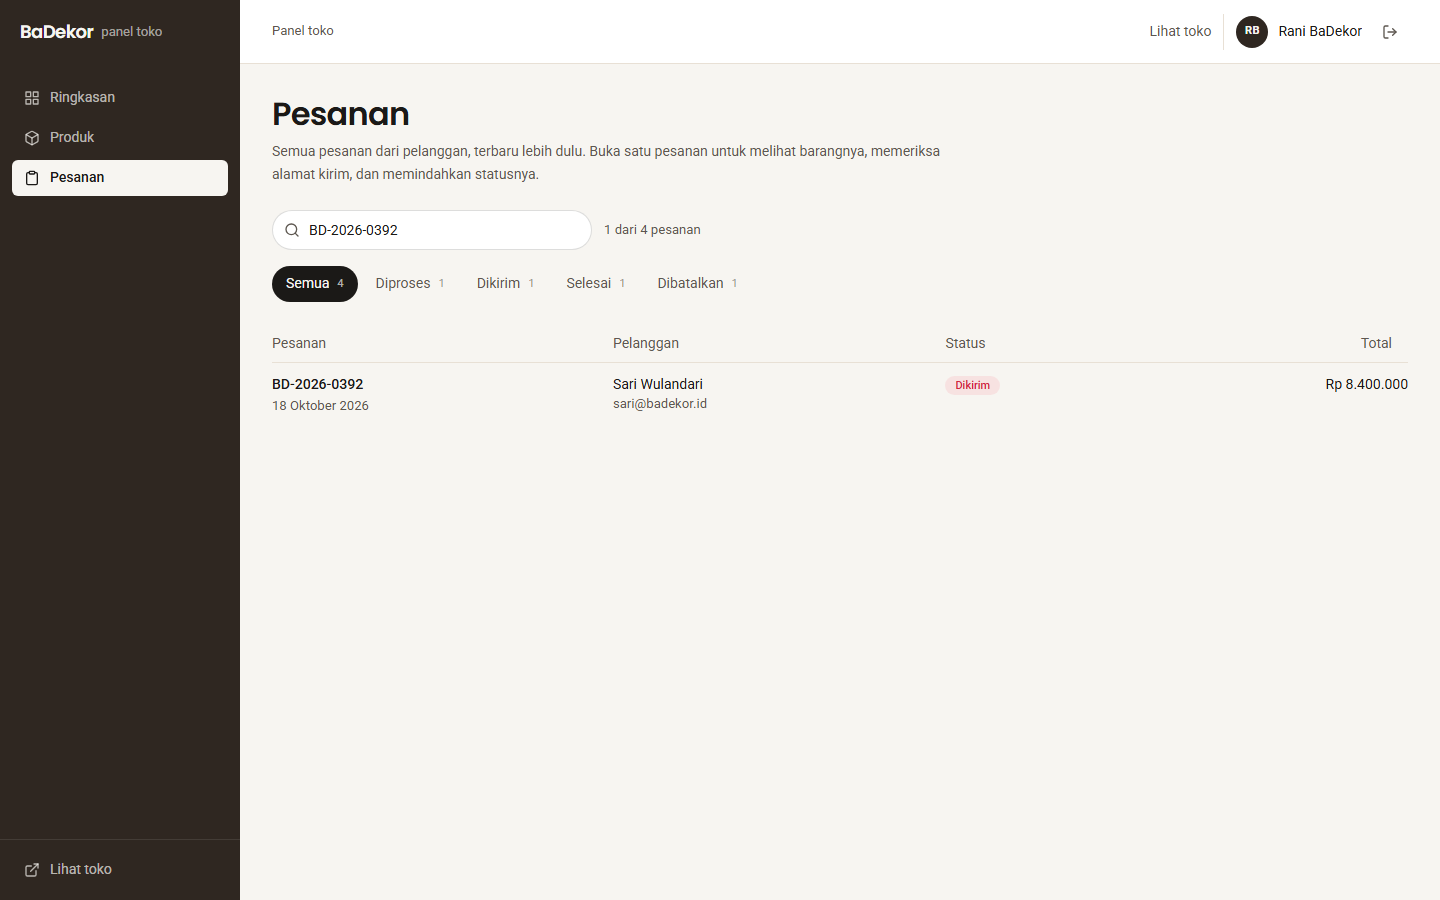 BaDekor panel toko
Panel toko
Lihat toko
RB
Rani BaDekor
Ringkasan
Produk
Pesanan
Lihat toko
Pesanan
Semua pesanan dari pelanggan, terbaru lebih dulu. Buka satu pesanan untuk melihat barangnya, memeriksa
alamat kirim, dan memindahkan statusnya.
BD-2026-0392
1 dari 4 pesanan
Semua 4 Diproses 1 Dikirim 1 Selesai 1 Dibatalkan 1
Pesanan Pelanggan Status Total
BD-2026-0392 Sari Wulandari Dikirim Rp 8.400.000
18 Oktober 2026 sari@badekor.id